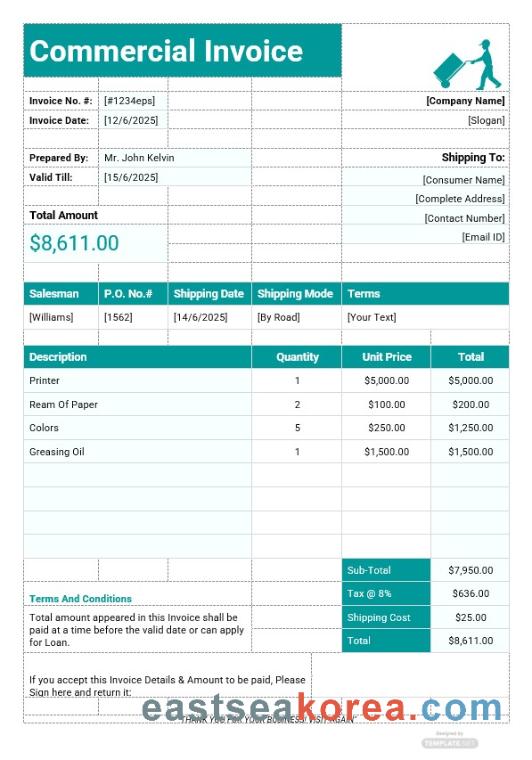 Commercial Invoice
Invoice No. #: [#1234eps]
Invoice Date: [12/6/2025]
[Company Name]
[Slogan]
Prepared By: Mr. John Kelvin
Valid Till: [15/6/2025]
Shipping To:
[Consumer Name]
[Complete Address]
[Contact Number]
[Email ID]
Total Amount
$8,611.00
Salesman P.O. No.# Shipping Date Shipping Mode Terms
[Williams] [1562] [14/6/2025] [By Road] [Your Text]
Description Quantity Unit Price Total
Printer 1 $5,000.00 $5,000.00
Ream Of Paper 2 $100.00 $200.00
Colors 5 $250.00 $1,250.00
Greasing Oil 1 $1,500.00 $1,500.00
Sub-Total $7,950.00
Tax @ 8% $636.00
Shipping Cost $25.00
Total $8,611.00
Terms And Conditions
Total amount appeared in this Invoice shall be
paid at a time before the valid date or can apply
for Loan.
If you accept this Invoice Details & Amount to be paid, Please
Sign here and return it:
eastseakorea.com
"THANK YOU FOR YOUR BUSINESS! VISIT AGAIN"
Designed by
TEMPLATE.NET